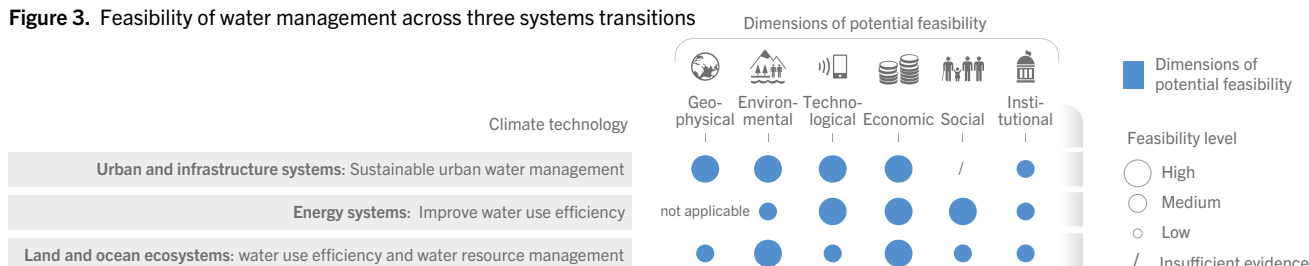 Figure 3. Feasibility of water management across three systems transitions
Dimensions of potential feasibility
Geo-
physical
Environ-
mental
Techno-
logical
Economic
Social
Insti-
tutional
Climate technology
Urban and infrastructure systems: Sustainable urban water management
/
Energy systems: Improve water use efficiency
not applicable
Land and ocean ecosystems: water use efficiency and water resource management
Dimensions of
potential feasibility
Feasibility level
High
Medium
Low
/ Insufficient evidence